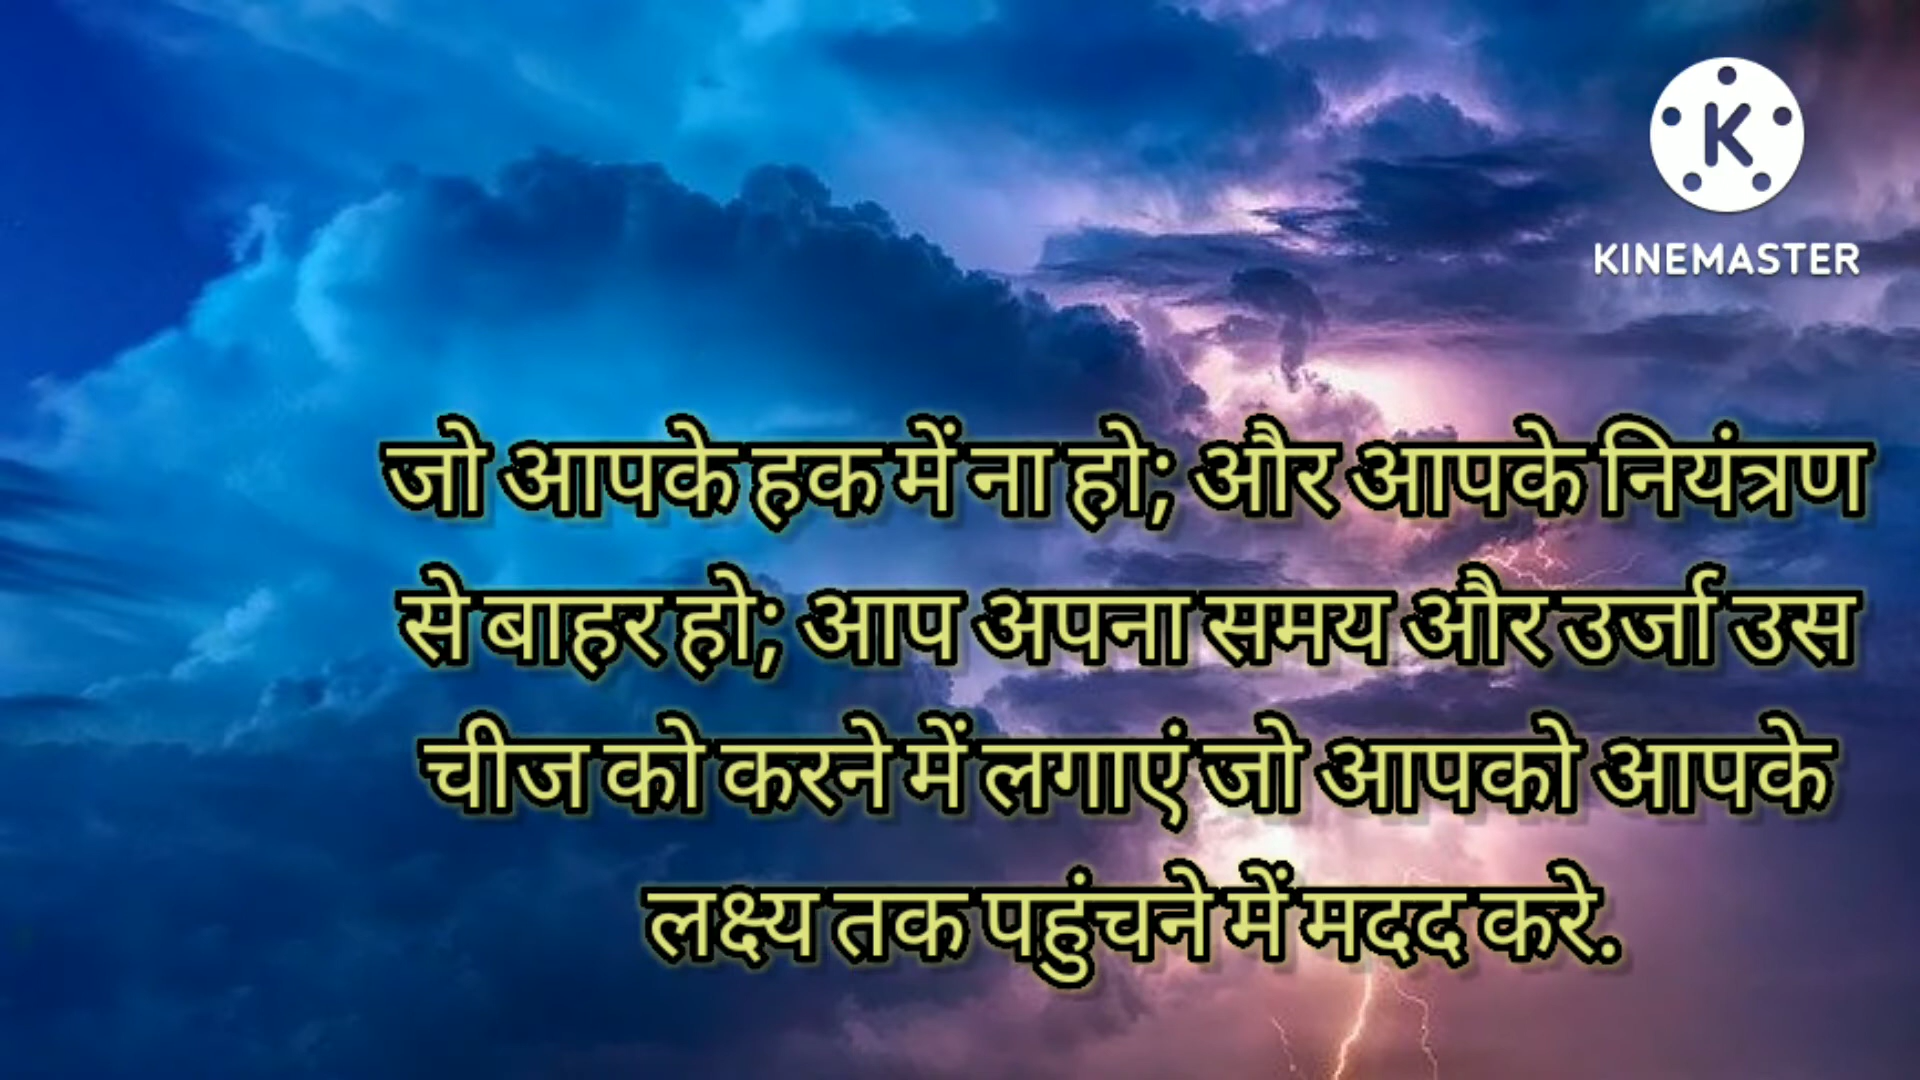 K
KINEMASTER
जो आपके हक में ना हो; और आपके नियंत्रण
से बाहर हो; आप अपना समय और उर्जा उस
चीज को करने में लगाएं जो आपको आपके
लक्ष्य तक पहुंचने में मदद करे.